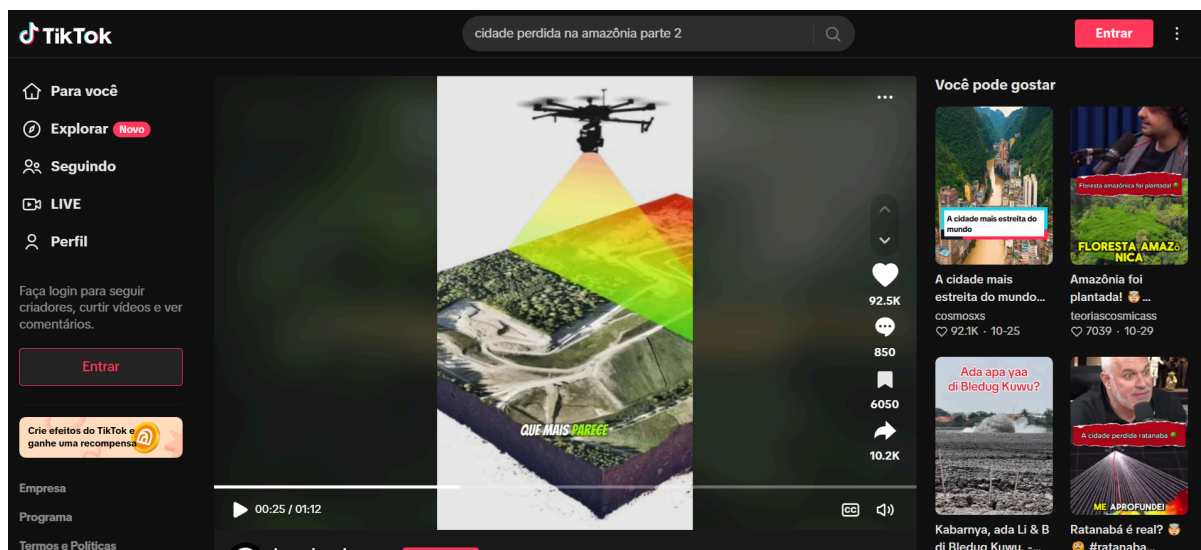 TikTok
cidade perdida na amazônia parte 2
Entrar
Para você
Explorar Novo
Seguindo
LIVE
Perfil
Faça login para seguir
criadores, curtir vídeos e ver
comentários.
Entrar
Crie efeitos do TikTok e
ganhe uma recompensa
Empresa
Programa
Termos e Políticas
QUE MAIS PARECE
00:25 / 01:12
CC
92.5K
850
6050
10.2K
Você pode gostar
A cidade mais estreita do
mundo
A cidade mais
estreita do mundo...
cosmosxs
92.1K · 10-25
Floresta amazônica foi plantada!
FLORESTA AMAZÔ
NICA
Amazônia foi
plantada! 🤯 ...
teoriascosmicass
7039 · 10-29
Ada apa yaa
di Bledug Kuwu?
Kabarnya, ada Li & B
di Bledug Kuwu, -...
A cidade perdida ratanabá
ME APROFUNDEI
Ratanabá é real? 🤯
#ratanaba...